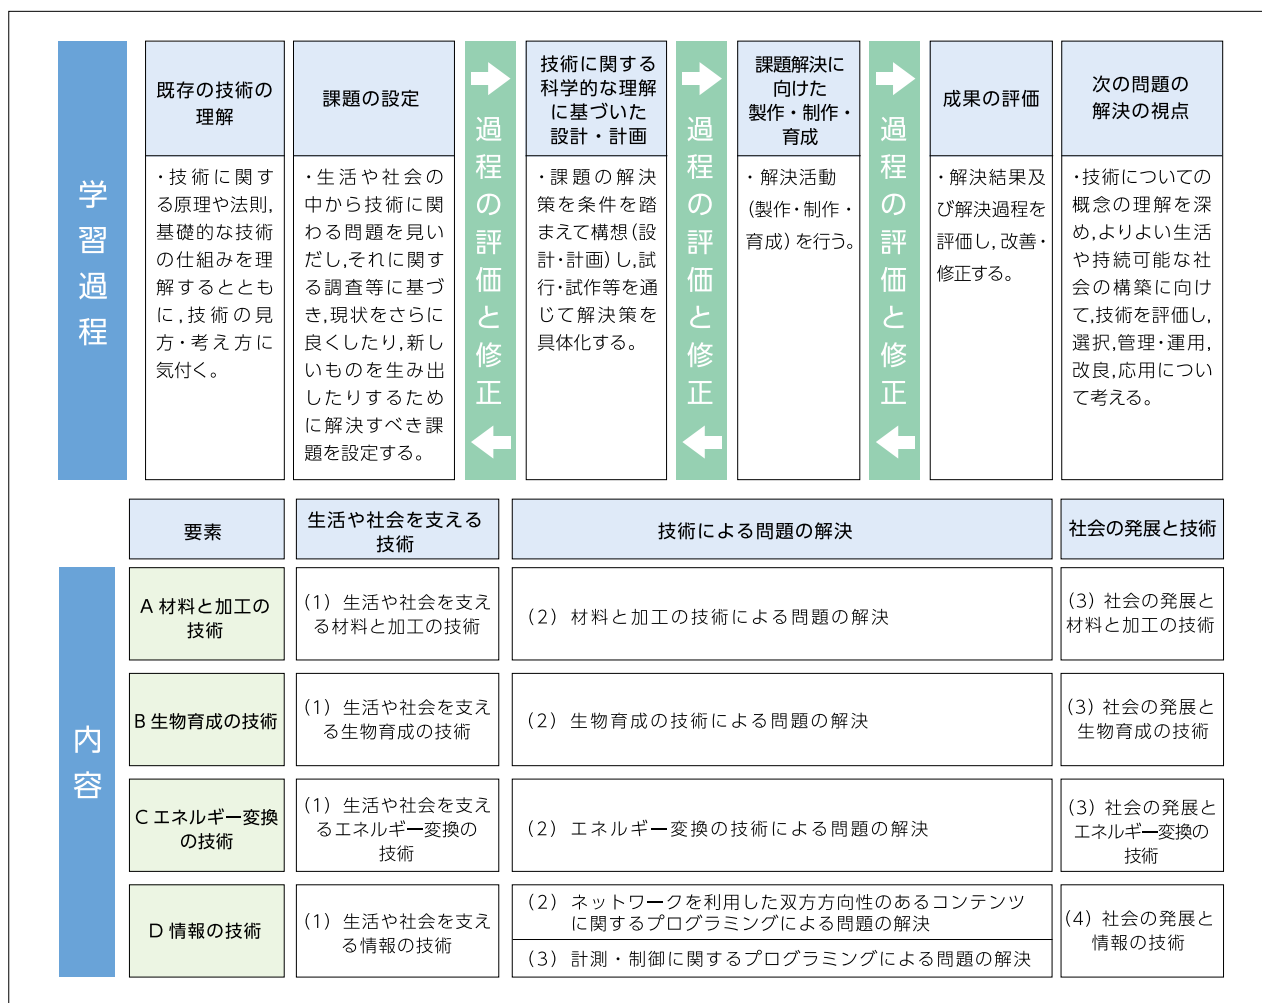 学習過程
既存の技術の
理解
・技術に関す
る原理や法則,
基礎的な技術
の仕組みを理
解するととも
に,技術の見
方・考え方に
気付く。
課題の設定
・生活や社会の
中から技術に関
わる問題を見い
だし,それに関す
る調査等に基づ
き,現状をさらに
良くしたり,新し
いものを生み出
したりするため
に解決すべき課
題を設定する。
過程の評価と修正
技術に関する
科学的な理解
に基づいた
設計・計画
・課題の解決
策を条件を踏
まえて構想(設
計・計画)し,試
行・試作等を通
じて解決策を
具体化する。
過程の評価と修正
課題解決に
向けた
製作・制作・
育成
・解決活動
(製作・制作・
育成)を行う。
過程の評価と修正
成果の評価
・解決結果及
び解決過程を
評価し,改善・
修正する。
次の問題の
解決の視点
・技術についての
概念の理解を深
め,よりよい生活
や持続可能な社
会の構築に向け
て,技術を評価し,
選択,管理・運用,
改良,応用につい
て考える。
要素
生活や社会を支える
技術
技術による問題の解決
社会の発展と技術
内容
A 材料と加工の
技術
(1) 生活や社会を支え
る材料と加工の技術
(2) 材料と加工の技術による問題の解決
(3) 社会の発展と
材料と加工の技術
B 生物育成の技術
(1) 生活や社会を支え
る生物育成の技術
(2) 生物育成の技術による問題の解決
(3) 社会の発展と
生物育成の技術
C エネルギー変換
の技術
(1) 生活や社会を支え
るエネルギー変換の
技術
(2) エネルギー変換の技術による問題の解決
(3) 社会の発展と
エネルギー変換の
技術
D 情報の技術
(1) 生活や社会を支え
る情報の技術
(2) ネットワークを利用した双方方向性のあるコンテンツ
に関するプログラミングによる問題の解決
(3) 計測・制御に関するプログラミングによる問題の解決
(4) 社会の発展と
情報の技術